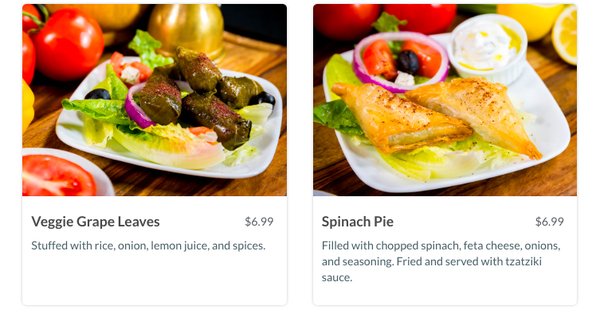 Veggie Grape Leaves $6.99
Stuffed with rice, onion, lemon juice, and spices.
Spinach Pie $6.99
Filled with chopped spinach, feta cheese, onions,
and seasoning. Fried and served with tzatziki
sauce.